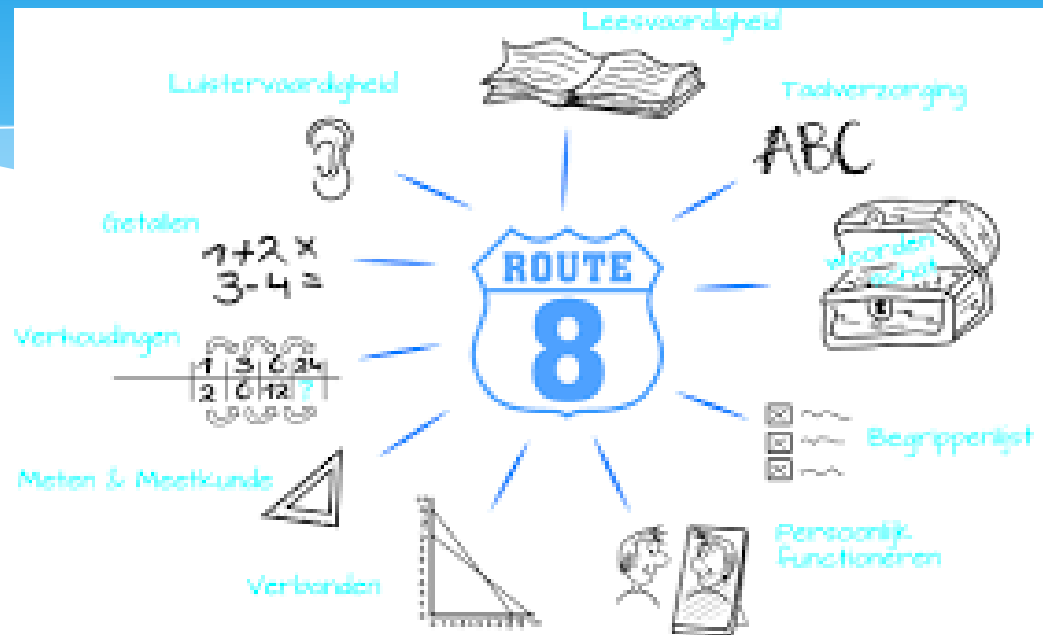 Leesvaardigheid
Luistervaardigheid
Taalverzorging
ABC
Getallen
1+2 x
3-4 =
ROUTE
8
woorden
schat
Verhoudingen
1 3 6 24
2 6 12 ?
Begrippenlijst
Meten & Meetkunde
Verbanden
Persoonlijk
functioneren